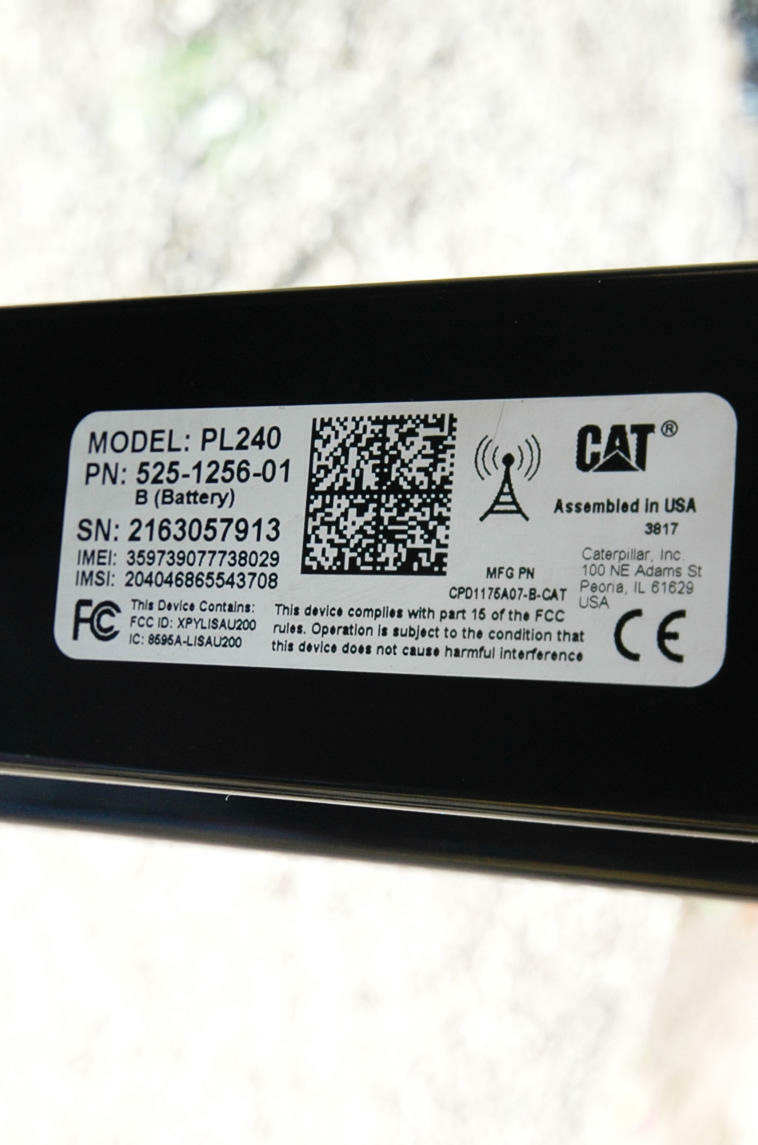 MODEL: PL240
PN: 525-1256-01
B (Battery)
SN: 2163057913
IMEI: 359739077738029
IMSI: 204046865543708
FC
This Device Contains:
FCC ID: XPYLISAU200
IC: 8595A-LISAU200
MFG PN
CPD1175A07-B-CAT
This device complies with part 15 of the FCC
rules. Operation is subject to the condition that
this device does not cause harmful interference
CAT®
Assembled in USA
3817
Caterpillar, Inc.
100 NE Adams St
Peoria, IL 61629
USA
CE